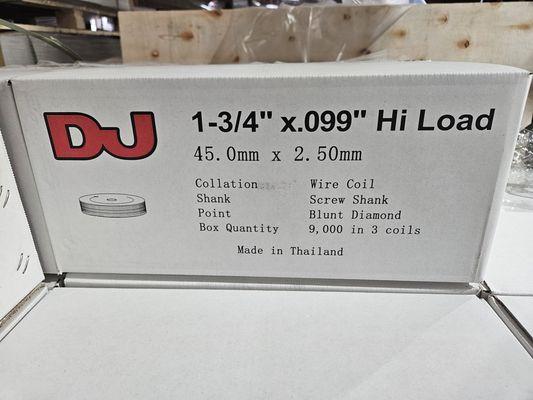 DJ
1-3/4" x.099" Hi Load
45.0mm x 2.50mm
Collation Wire Coil
Shank Screw Shank
Point Blunt Diamond
Box Quantity 9,000 in 3 coils
Made in Thailand